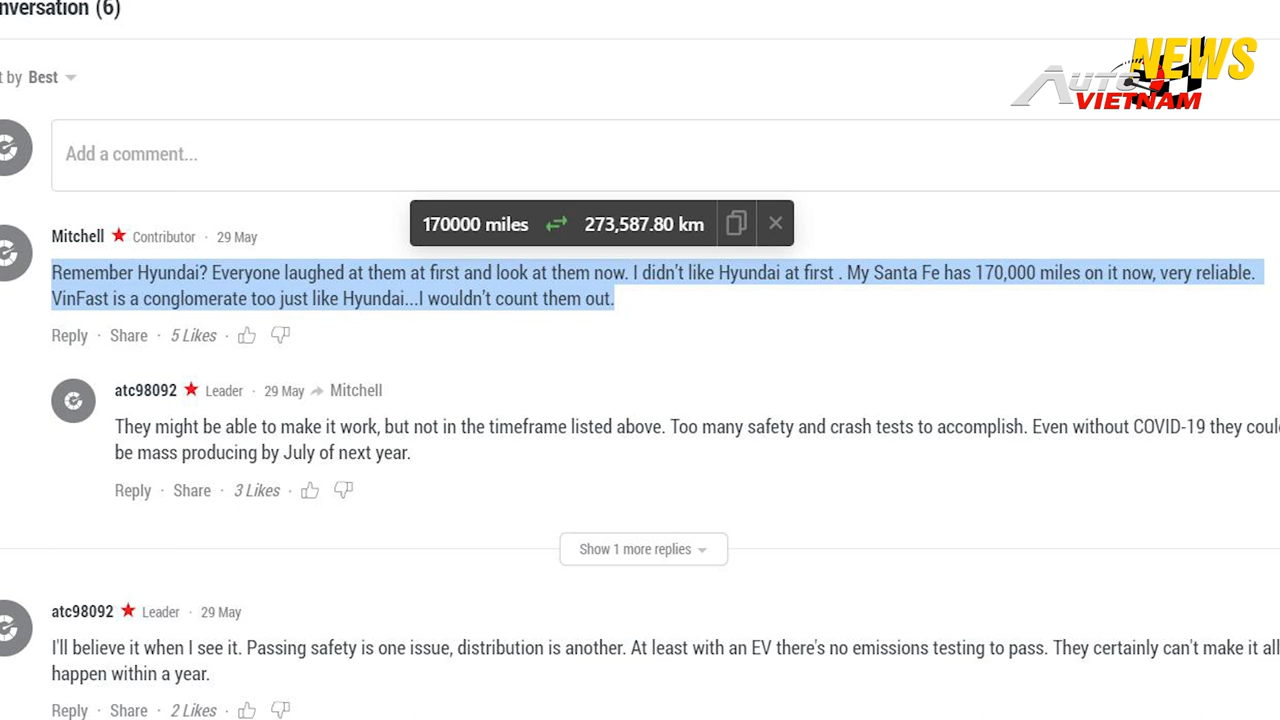 nversation (6)
NEWS
AUTO
VIETNAM
t by Best
Add a comment...
170000 miles 273,587.80 km
Mitchell Contributor · 29 May
Remember Hyundai? Everyone laughed at them at first and look at them now. I didn't like Hyundai at first . My Santa Fe has 170,000 miles on it now, very reliable.
VinFast is a conglomerate too just like Hyundai...I wouldn't count them out.
Reply · Share · 5 Likes ·
atc98092 Leader · 29 May Mitchell
They might be able to make it work, but not in the timeframe listed above. Too many safety and crash tests to accomplish. Even without COVID-19 they coul
be mass producing by July of next year.
Reply · Share · 3 Likes ·
Show 1 more replies
atc98092 Leader · 29 May
I'll believe it when I see it. Passing safety is one issue, distribution is another. At least with an EV there's no emissions testing to pass. They certainly can't make it all
happen within a year.
Reply · Share · 2 Likes ·